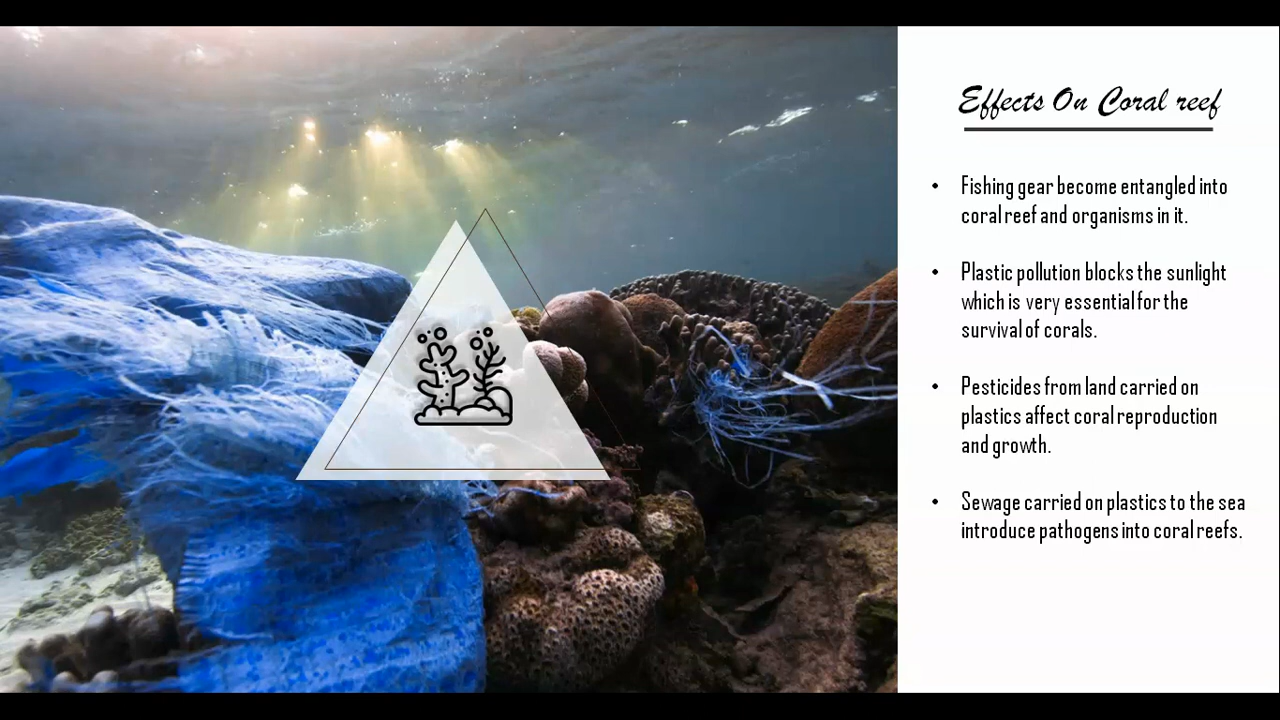 Effects On Coral reef
• Fishing gear become entangled into
coral reef and organisms in it.
• Plastic pollution blocks the sunlight
which is very essential for the
survival of corals.
• Pesticides from land carried on
plastics affect coral reproduction
and growth.
• Sewage carried on plastics to the sea
introduce pathogens into coral reefs.